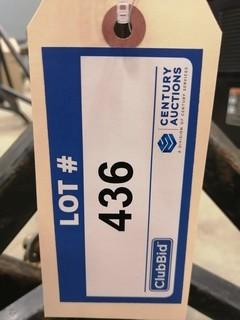 LOT #
436
CENTURY
AUCTIONS
A DIVISION OF CENTURY SERVICES
ClubBid